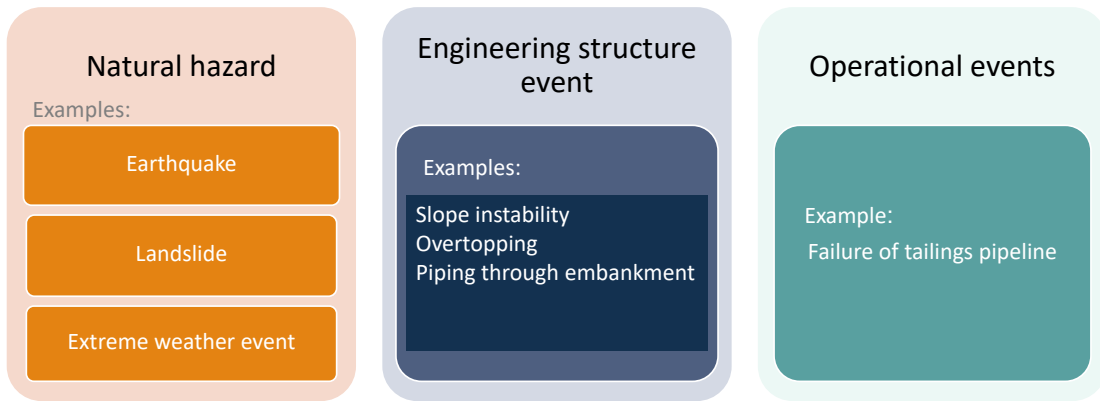 Natural hazard
Examples:
Earthquake
Landslide
Extreme weather event
Engineering structure
event
Examples:
Slope instability
Overtopping
Piping through embankment
Operational events
Example:
Failure of tailings pipeline